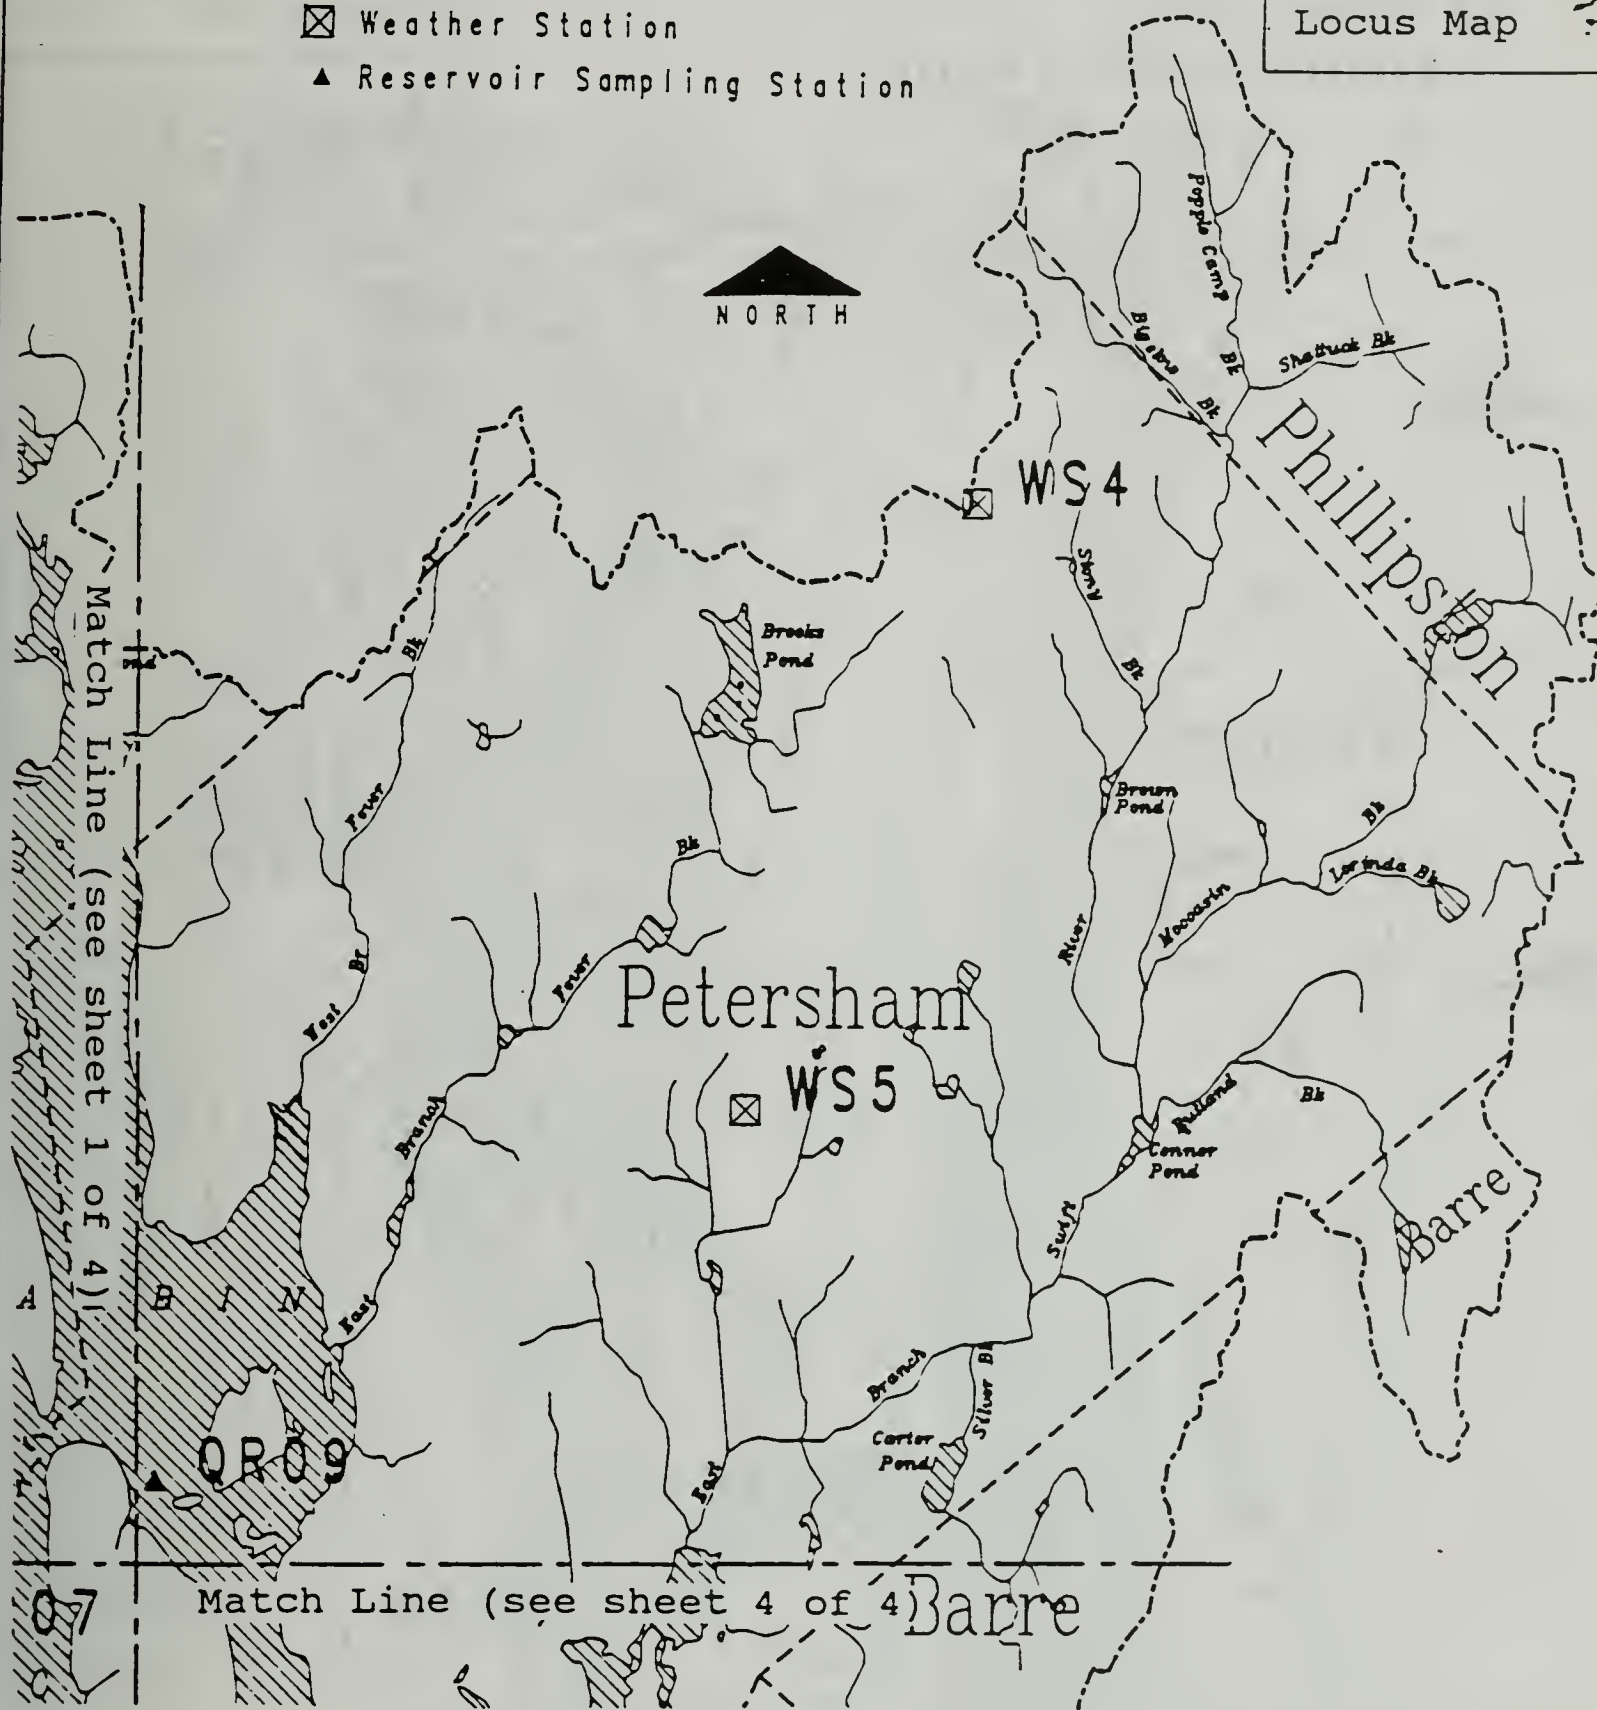 Weather Station
Reservoir Sampling Station
Locus Map
NORTH
Popple Camp
Bk
Bigelow
Bk
Shattuck Bk
Phillipston
WS4
Stony
Bk
Brooks
Pond
Bk
Fever
Br
West
Match Line (see sheet 1 of 4)
Bk
Fever
Branch
East
Petersham
WS5
Brown
Pond
River
Bk
Lorinda Bk
Moccasin
Rutland
Bk
Connor
Pond
Swift
Barre
A B I N
Branch
Silver Bk
Carter
Pond
East
QR09
07
Match Line (see sheet 4 of 4)
Barre